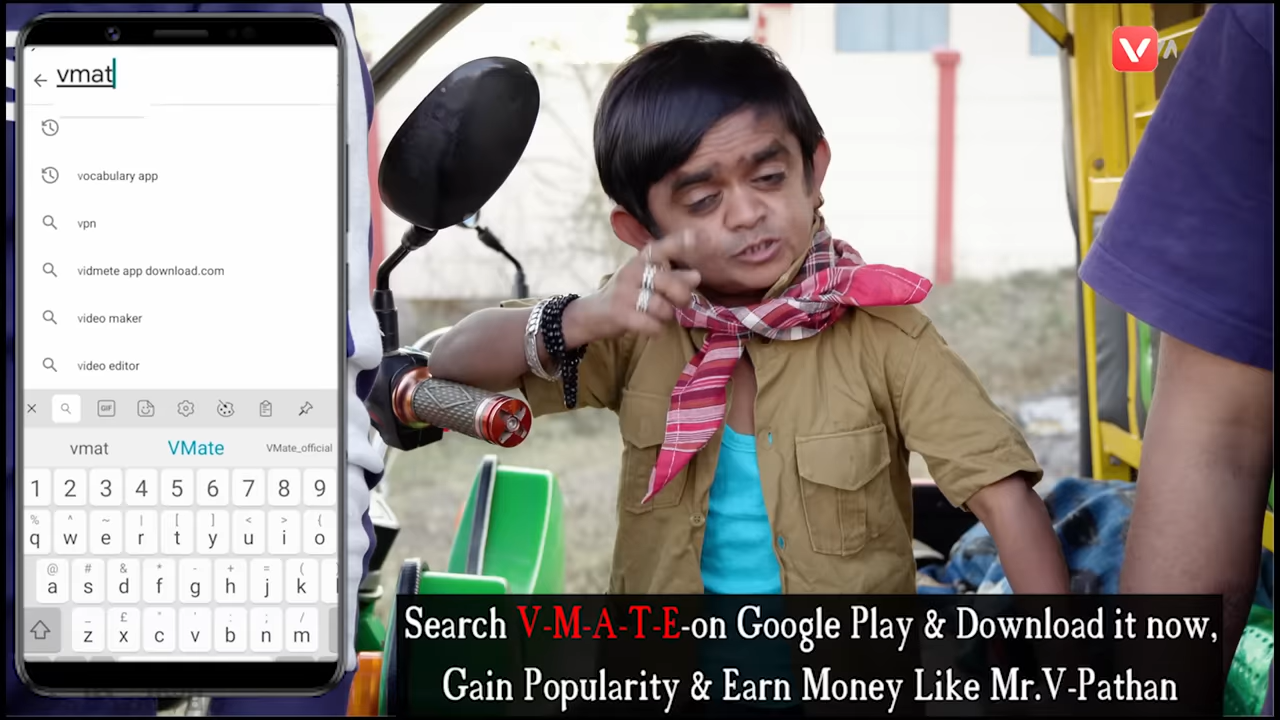 vmat
vocabulary app
vpn
vidmete app download.com
video maker
video editor
GIF
vmat VMate VMate_official
1 2 3 4 5 6 7 8 9
% ^ ~ | [ ] < > {
q w e r t y u i o
@ # & * - + = (
a s d f g h j k
_ £ " ' : ; /
z x c v b n m
V
Search V-M-A-T-E-on Google Play & Download it now,
Gain Popularity & Earn Money Like Mr.V-Pathan